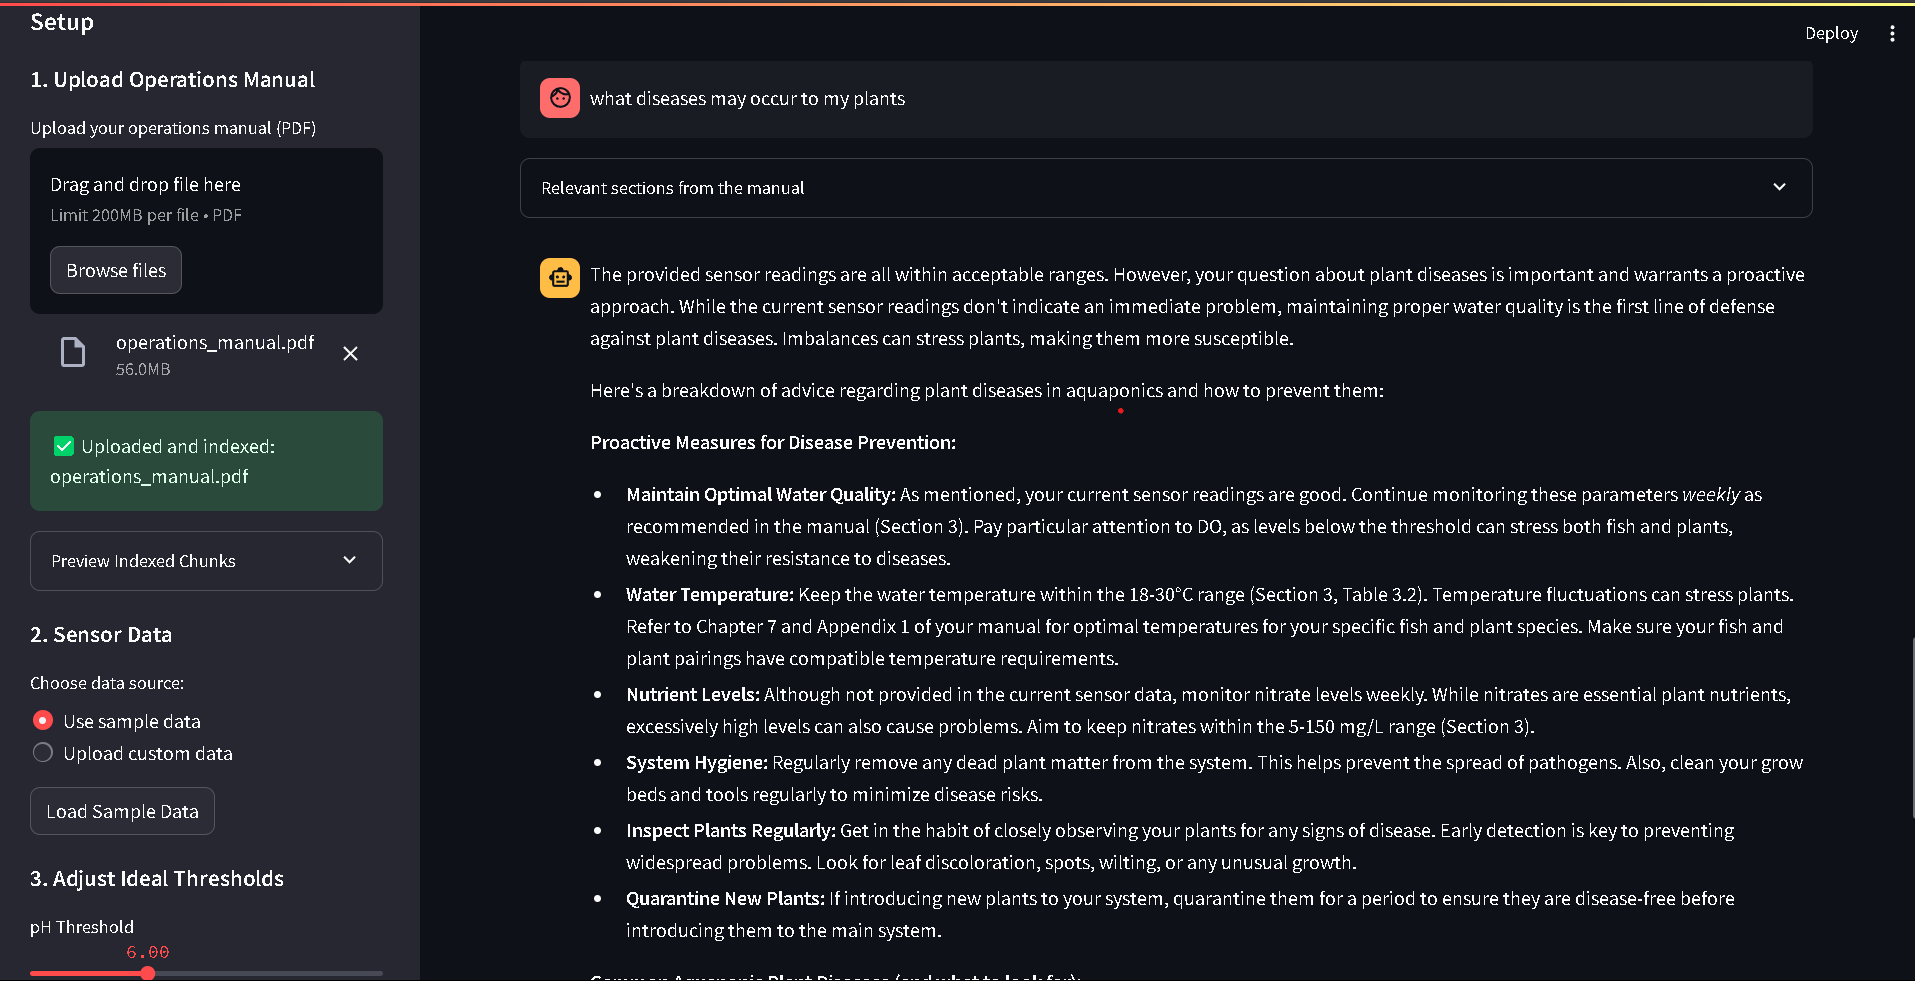 Setup
1. Upload Operations Manual
Upload your operations manual (PDF)
Drag and drop file here
Limit 200MB per file • PDF
Browse files
operations_manual.pdf
56.0MB
✅ Uploaded and indexed:
operations_manual.pdf
Preview Indexed Chunks
2. Sensor Data
Choose data source:
Use sample data
Upload custom data
Load Sample Data
3. Adjust Ideal Thresholds
pH Threshold
6.00
Deploy
what diseases may occur to my plants
Relevant sections from the manual
The provided sensor readings are all within acceptable ranges. However, your question about plant diseases is important and warrants a proactive
approach. While the current sensor readings don't indicate an immediate problem, maintaining proper water quality is the first line of defense
against plant diseases. Imbalances can stress plants, making them more susceptible.
Here's a breakdown of advice regarding plant diseases in aquaponics and how to prevent them:
Proactive Measures for Disease Prevention:
• Maintain Optimal Water Quality: As mentioned, your current sensor readings are good. Continue monitoring these parameters weekly as
recommended in the manual (Section 3). Pay particular attention to DO, as levels below the threshold can stress both fish and plants,
weakening their resistance to diseases.
• Water Temperature: Keep the water temperature within the 18-30°C range (Section 3, Table 3.2). Temperature fluctuations can stress plants.
Refer to Chapter 7 and Appendix 1 of your manual for optimal temperatures for your specific fish and plant species. Make sure your fish and
plant pairings have compatible temperature requirements.
• Nutrient Levels: Although not provided in the current sensor data, monitor nitrate levels weekly. While nitrates are essential plant nutrients,
excessively high levels can also cause problems. Aim to keep nitrates within the 5-150 mg/L range (Section 3).
• System Hygiene: Regularly remove any dead plant matter from the system. This helps prevent the spread of pathogens. Also, clean your grow
beds and tools regularly to minimize disease risks.
• Inspect Plants Regularly: Get in the habit of closely observing your plants for any signs of disease. Early detection is key to preventing
widespread problems. Look for leaf discoloration, spots, wilting, or any unusual growth.
• Quarantine New Plants: If introducing new plants to your system, quarantine them for a period to ensure they are disease-free before
introducing them to the main system.
Common Aquaponic Plant Diseases (and what to look for):